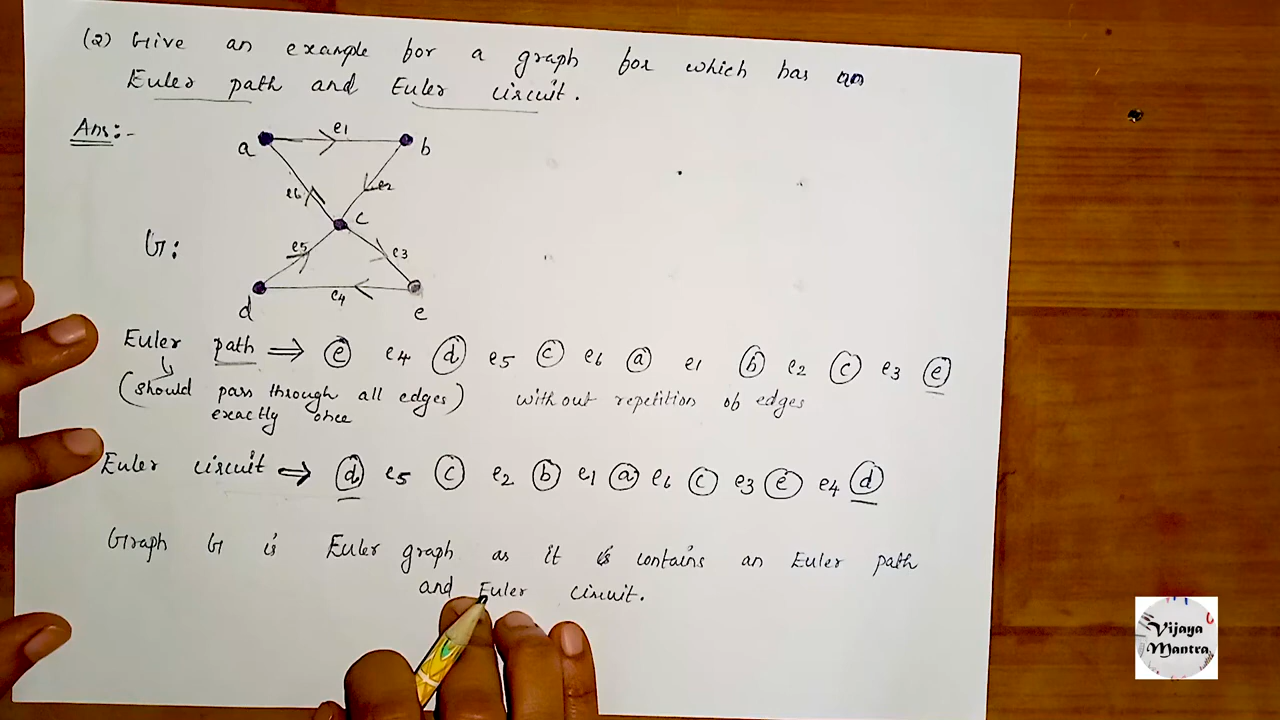 (2) Give an example for a graph for which has an
Euler path and Euler circuit.
Ans:-
a e1 b
e6 e2
c
G:
e5 e3
e4
d e
Euler path ⇒ e e4 d e5 c e6 a e1 b e2 c e3 e
(should pass through all edges) without repetition of edges
exactly once
Euler circuit ⇒ d e5 c e2 b e1 a e6 c e3 e e4 d
Graph G is Euler graph as it is contains an Euler path
and Euler circuit.
Vijaya
Mantra